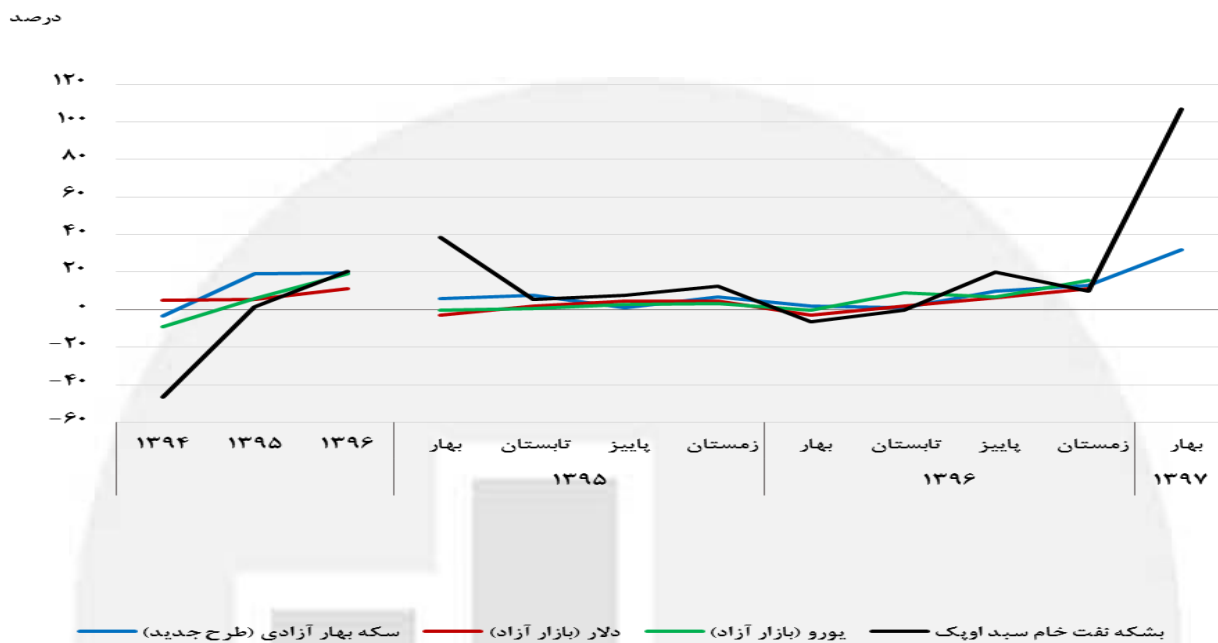 درصد
۱۲۰
۱۰۰
۸۰
۶۰
۴۰
۲۰
۰
-۲۰
-۴۰
-۶۰
۱۳۹۴ ۱۳۹۵ ۱۳۹۶ بهار تابستان پاییز زمستان بهار تابستان پاییز زمستان بهار
۱۳۹۵ ۱۳۹۶ ۱۳۹۷
سکه بهار آزادی (طرح جدید) دلار (بازار آزاد) یورو (بازار آزاد) بشکه نفت خام سبد اوپک